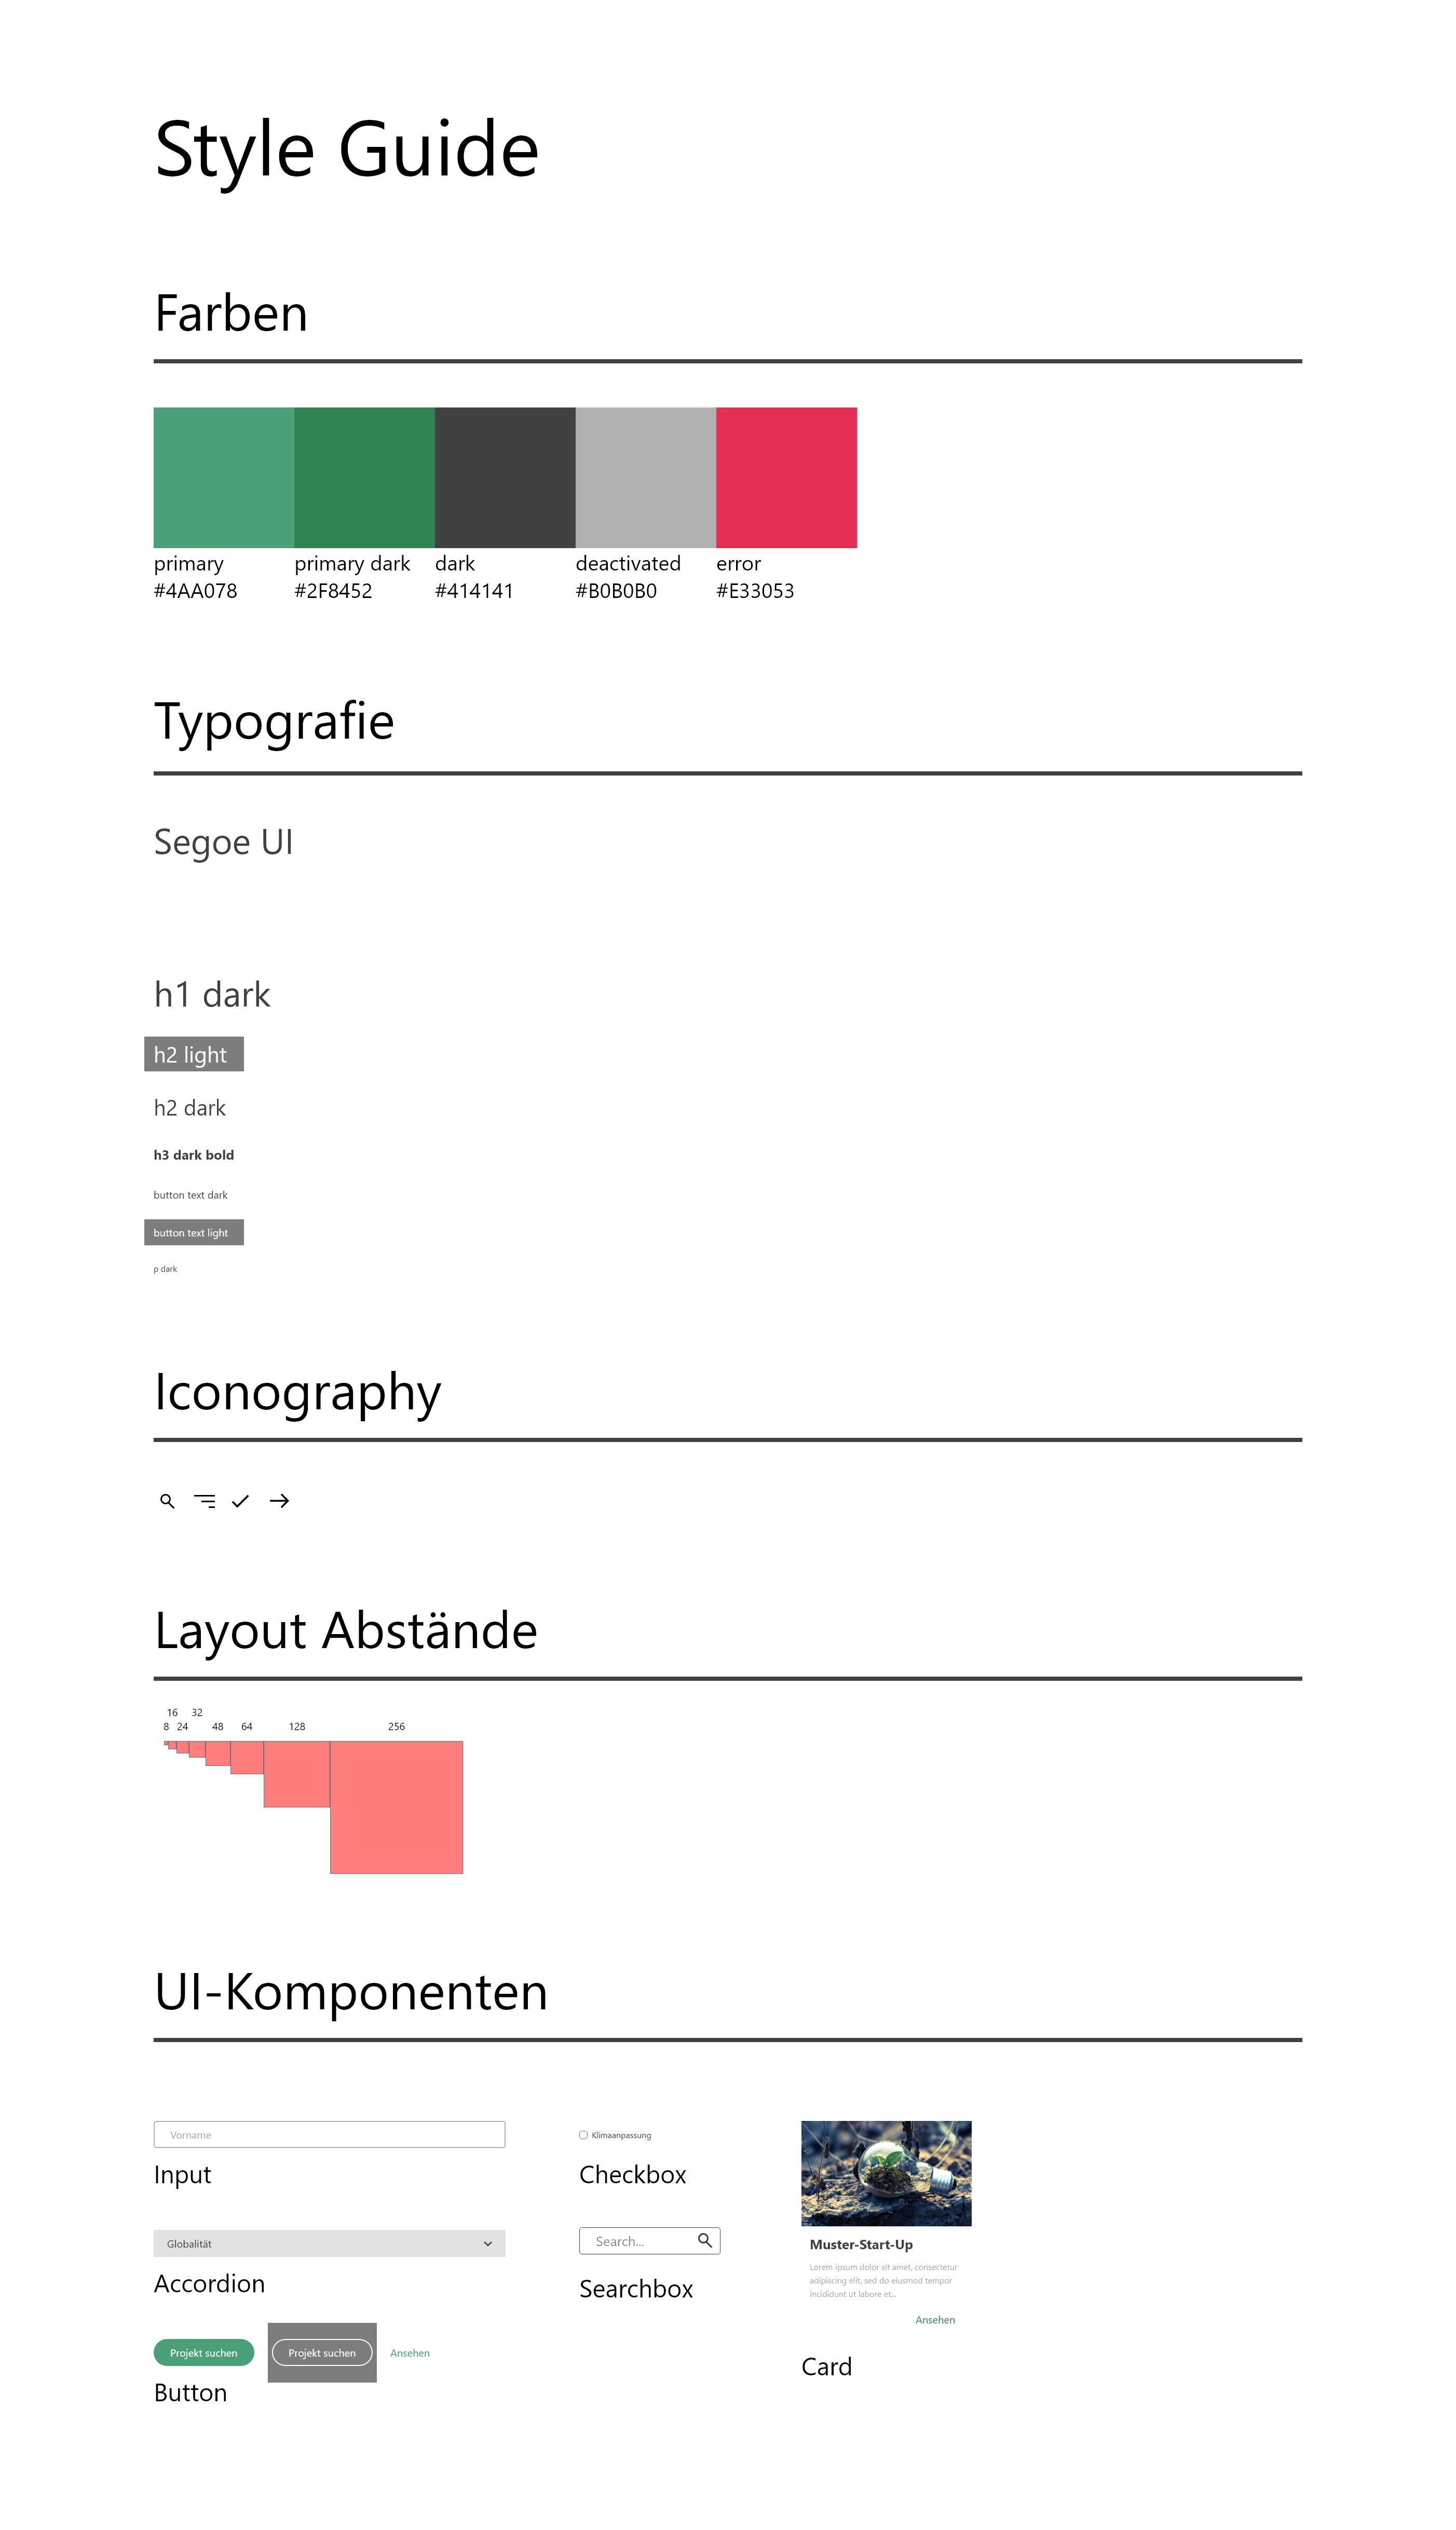 Style Guide
Farben
primary
#4AA078
primary dark
#2F8452
dark
#414141
deactivated
#B0B0B0
error
#E33053
Typografie
Segoe UI
h1 dark
h2 light
h2 dark
h3 dark bold
button text dark
button text light
p dark
Iconography
Layout Abstände
16 32
8 24 48 64 128 256
UI-Komponenten
Vorname
Input
Globalität
Accordion
Projekt suchen
Projekt suchen
Ansehen
Button
Klimaanpassung
Checkbox
Search...
Searchbox
Muster-Start-Up
Lorem ipsum dolor sit amet, consectetur
adipiscing elit, sed do eiusmod tempor
incididunt ut labore et...
Ansehen
Card